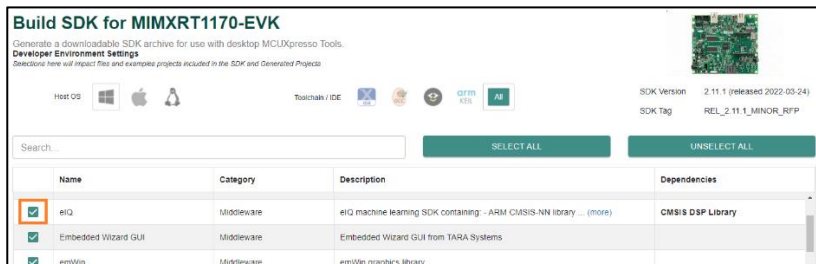 Build SDK for MIMXRT1170-EVK
Generate a downloadable SDK archive for use with desktop MCUXpresso Tools.
Developer Environment Settings
Selections here will impact files and examples projects included in the SDK and Generated Projects
Host OS Toolchain / IDE arm KEIL All SDK Version 2.11.1 (released 2022-03-24)
SDK Tag REL_2.11.1_MINOR_RFP
Search... SELECT ALL UNSELECT ALL
Name Category Description Dependencies
eIQ Middleware eIQ machine learning SDK containing: - ARM CMSIS-NN library ... (more) CMSIS DSP Library
Embedded Wizard GUI Middleware Embedded Wizard GUI from TARA Systems
emWin Middleware emWin graphics library